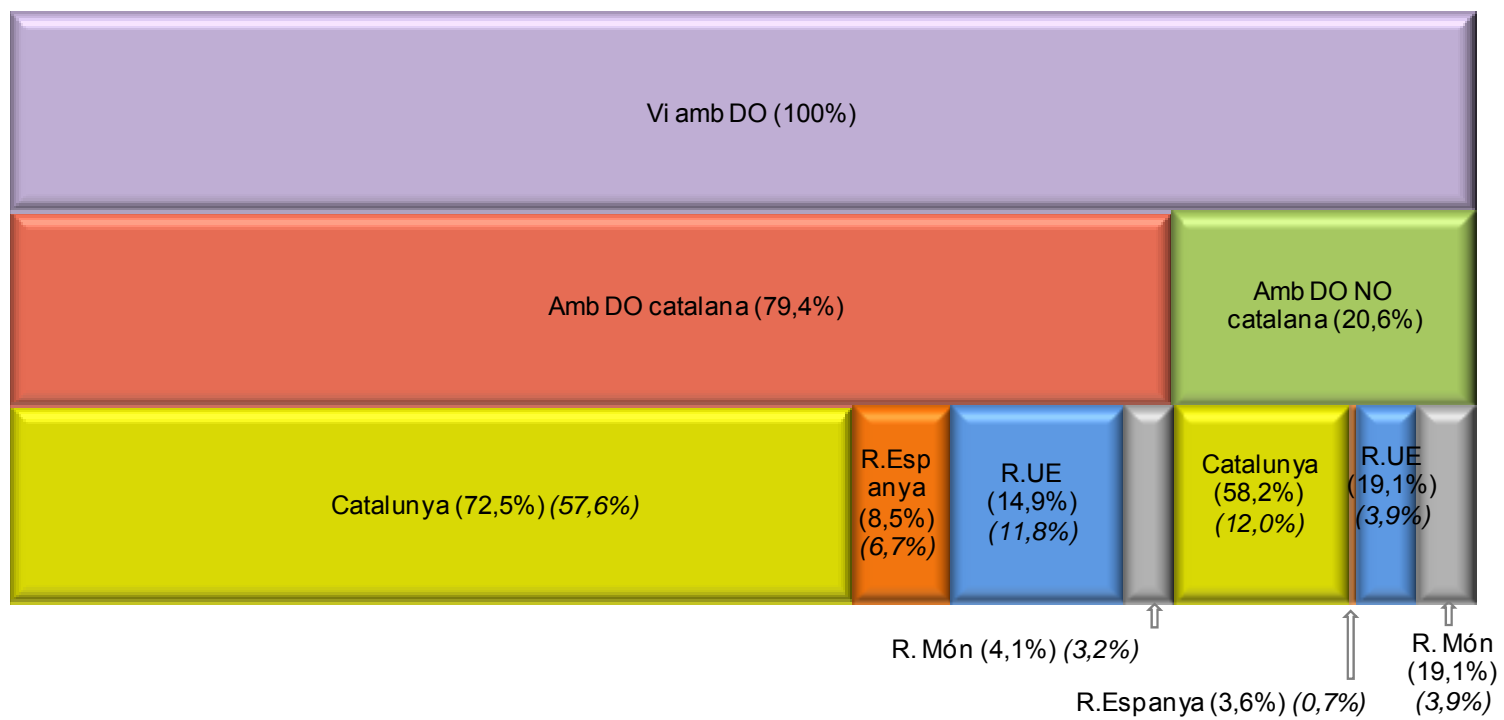 Vi amb DO (100%)
Amb DO catalana (79,4%)
Amb DO NO
catalana (20,6%)
Catalunya (72,5%) (57,6%)
R.Esp
anya
(8,5%)
(6,7%)
R.UE
(14,9%)
(11,8%)
Catalunya
(58,2%)
(12,0%)
R.UE
(19,1%)
(3,9%)
R. Món (4,1%) (3,2%)
R.Espanya (3,6%) (0,7%)
R. Món
(19,1%)
(3,9%)